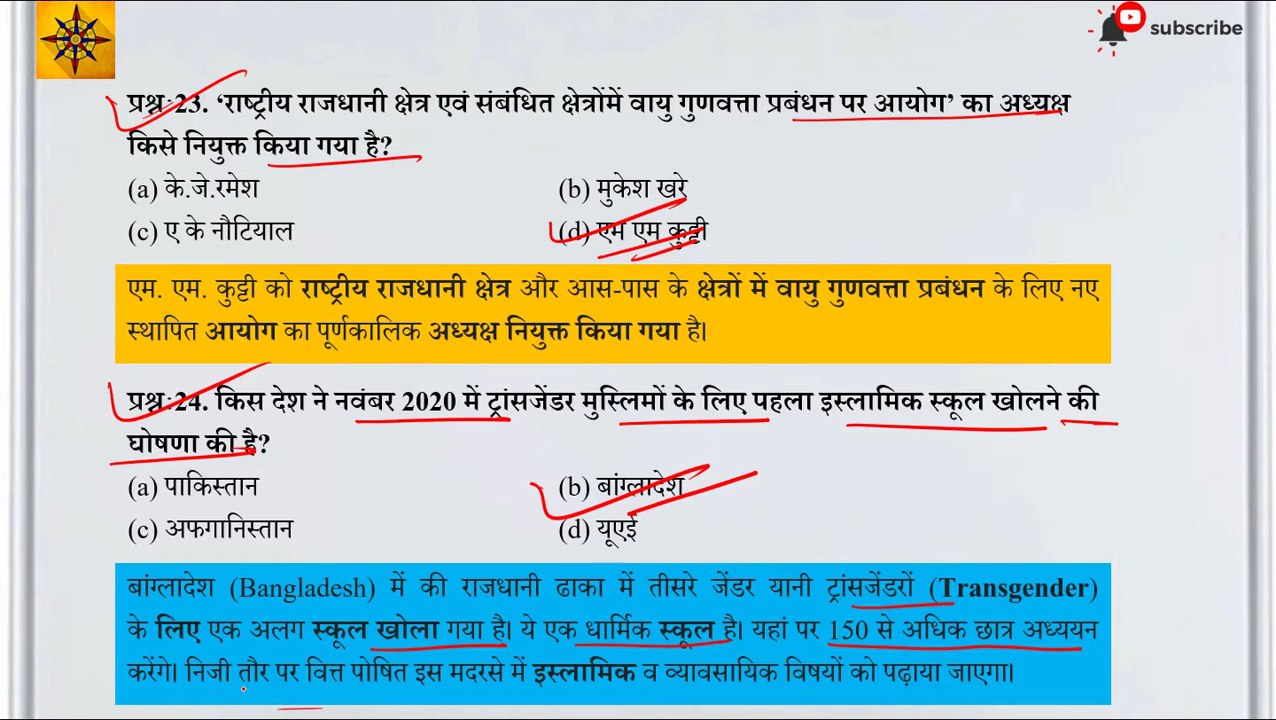 subscribe
प्रश्न:23. ‘राष्ट्रीय राजधानी क्षेत्र एवं संबंधित क्षेत्रोंमें वायु गुणवत्ता प्रबंधन पर आयोग’ का अध्यक्ष
किसे नियुक्त किया गया है?
(a) के.जे.रमेश (b) मुकेश खरे
(c) ए के नौटियाल (d) एम एम कुट्टी
एम. एम. कुट्टी को राष्ट्रीय राजधानी क्षेत्र और आस-पास के क्षेत्रों में वायु गुणवत्ता प्रबंधन के लिए नए
स्थापित आयोग का पूर्णकालिक अध्यक्ष नियुक्त किया गया है।
प्रश्न:24. किस देश ने नवंबर 2020 में ट्रांसजेंडर मुस्लिमों के लिए पहला इस्लामिक स्कूल खोलने की
घोषणा की है?
(a) पाकिस्तान (b) बांग्लादेश
(c) अफगानिस्तान (d) यूएई
बांग्लादेश (Bangladesh) में की राजधानी ढाका में तीसरे जेंडर यानी ट्रांसजेंडरों (Transgender)
के लिए एक अलग स्कूल खोला गया है। ये एक धार्मिक स्कूल है। यहां पर 150 से अधिक छात्र अध्ययन
करेंगे। निजी तौर पर वित्त पोषित इस मदरसे में इस्लामिक व व्यावसायिक विषयों को पढ़ाया जाएगा।